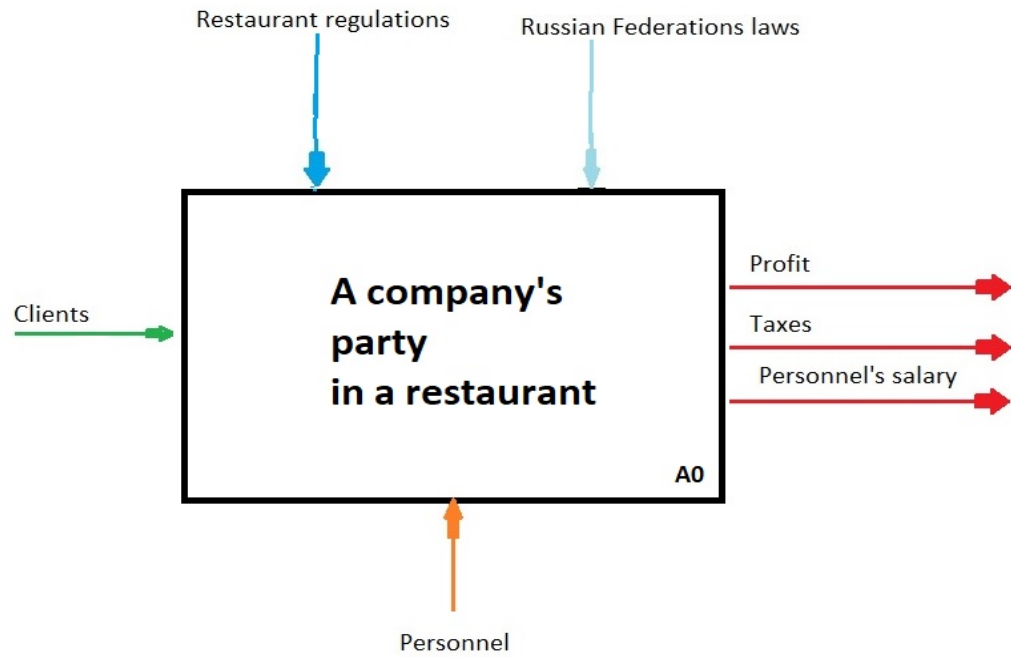 Restaurant regulations
Russian Federations laws
Clients
A company's
party
in a restaurant
A0
Profit
Taxes
Personnel's salary
Personnel